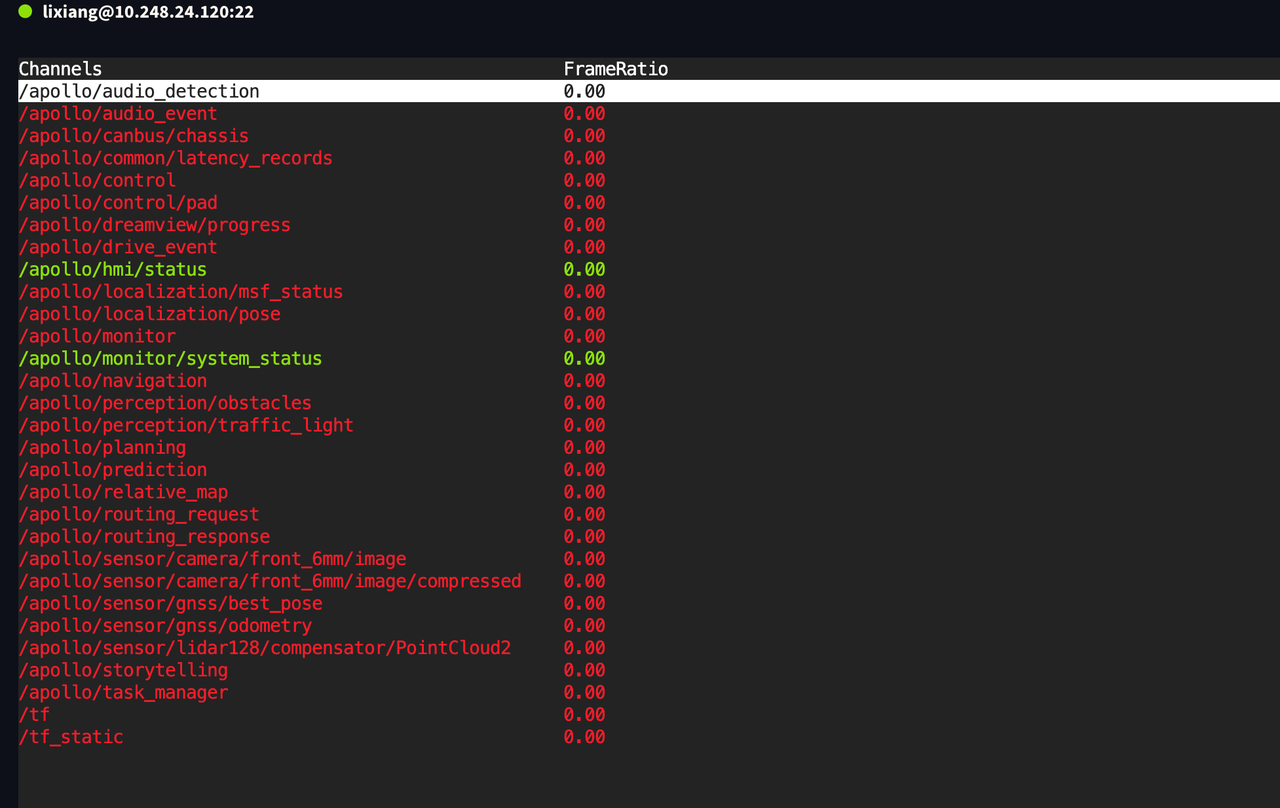 lixiang@10.248.24.120:22
Channels FrameRatio
/apollo/audio_detection 0.00
/apollo/audio_event 0.00
/apollo/canbus/chassis 0.00
/apollo/common/latency_records 0.00
/apollo/control 0.00
/apollo/control/pad 0.00
/apollo/dreamview/progress 0.00
/apollo/drive_event 0.00
/apollo/hmi/status 0.00
/apollo/localization/msf_status 0.00
/apollo/localization/pose 0.00
/apollo/monitor 0.00
/apollo/monitor/system_status 0.00
/apollo/navigation 0.00
/apollo/perception/obstacles 0.00
/apollo/perception/traffic_light 0.00
/apollo/planning 0.00
/apollo/prediction 0.00
/apollo/relative_map 0.00
/apollo/routing_request 0.00
/apollo/routing_response 0.00
/apollo/sensor/camera/front_6mm/image 0.00
/apollo/sensor/camera/front_6mm/image/compressed 0.00
/apollo/sensor/gnss/best_pose 0.00
/apollo/sensor/gnss/odometry 0.00
/apollo/sensor/lidar128/compensator/PointCloud2 0.00
/apollo/storytelling 0.00
/apollo/task_manager 0.00
/tf 0.00
/tf_static 0.00